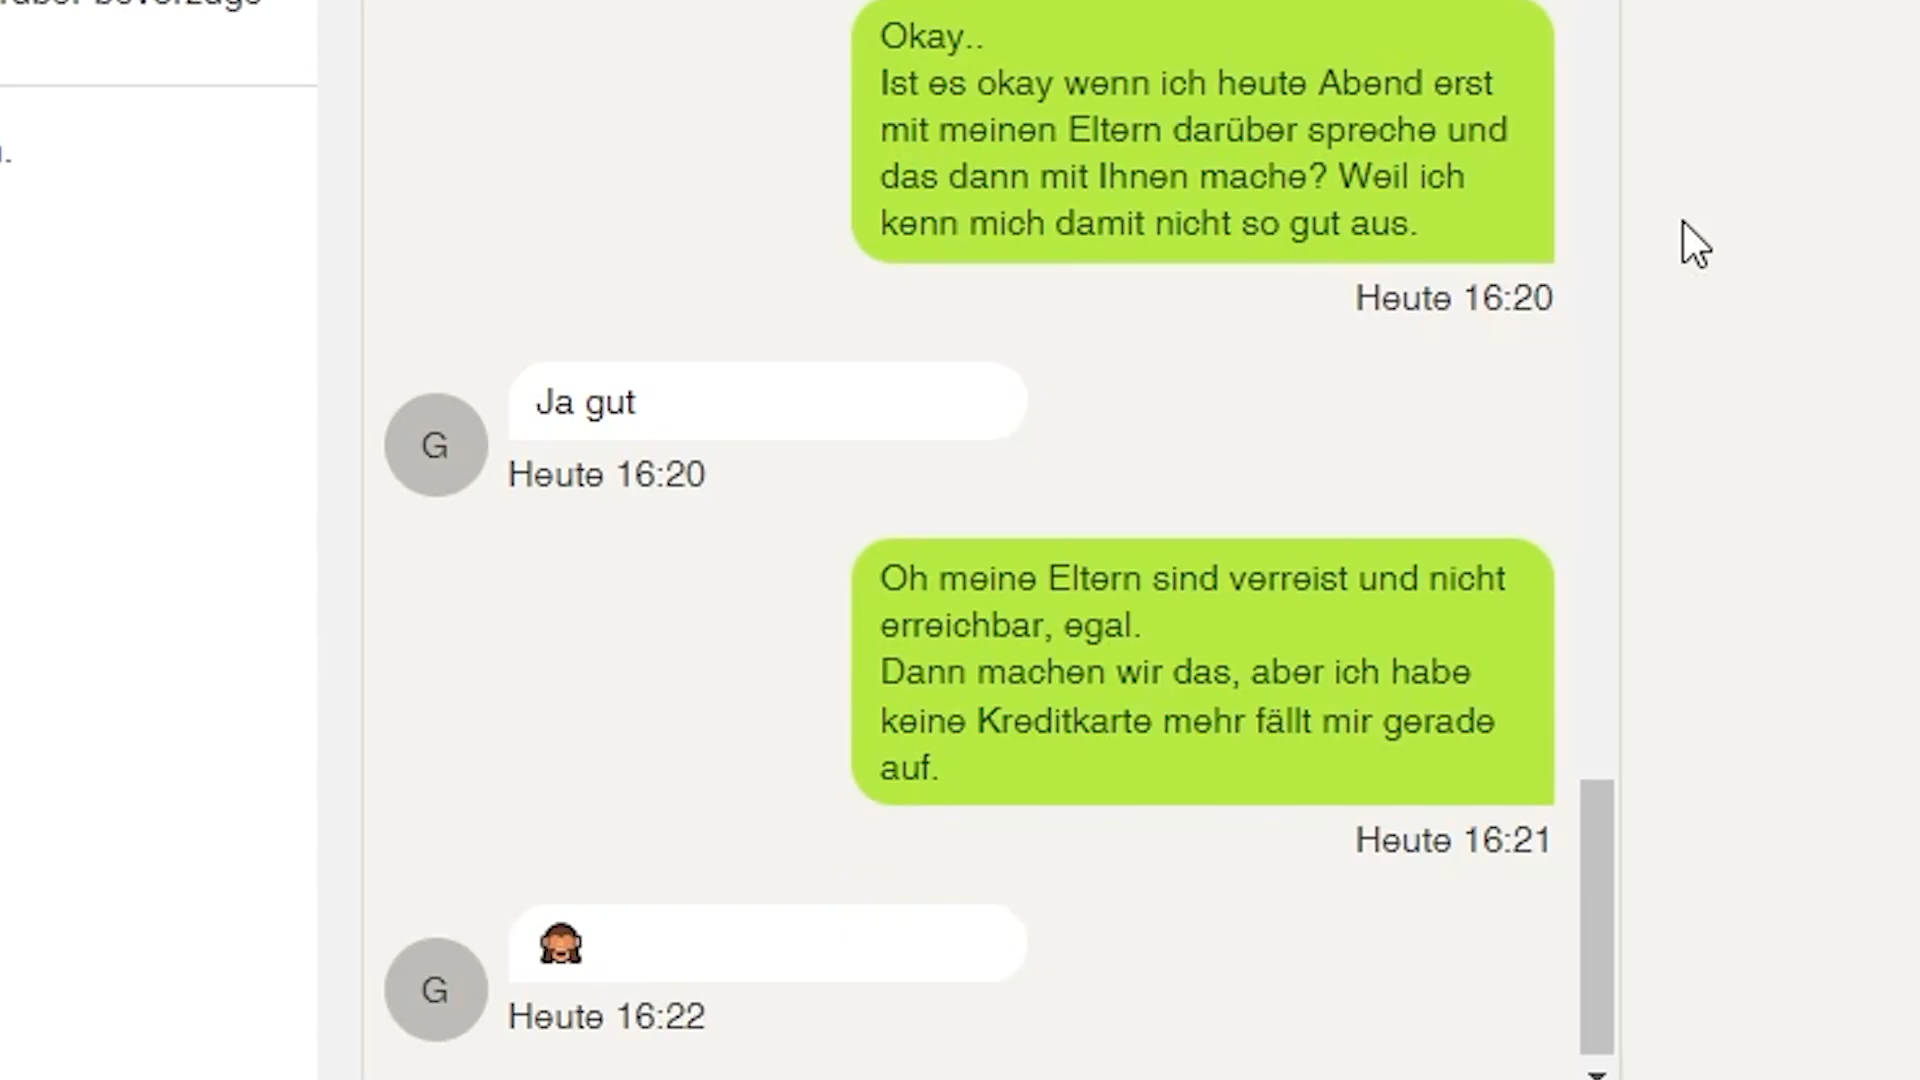 Okay..
Ist es okay wenn ich heute Abend erst
mit meinen Eltern darüber spreche und
das dann mit Ihnen mache? Weil ich
kenn mich damit nicht so gut aus.
Heute 16:20
Ja gut
G
Heute 16:20
Oh meine Eltern sind verreist und nicht
erreichbar, egal.
Dann machen wir das, aber ich habe
keine Kreditkarte mehr fällt mir gerade
auf.
Heute 16:21
🙈
G
Heute 16:22